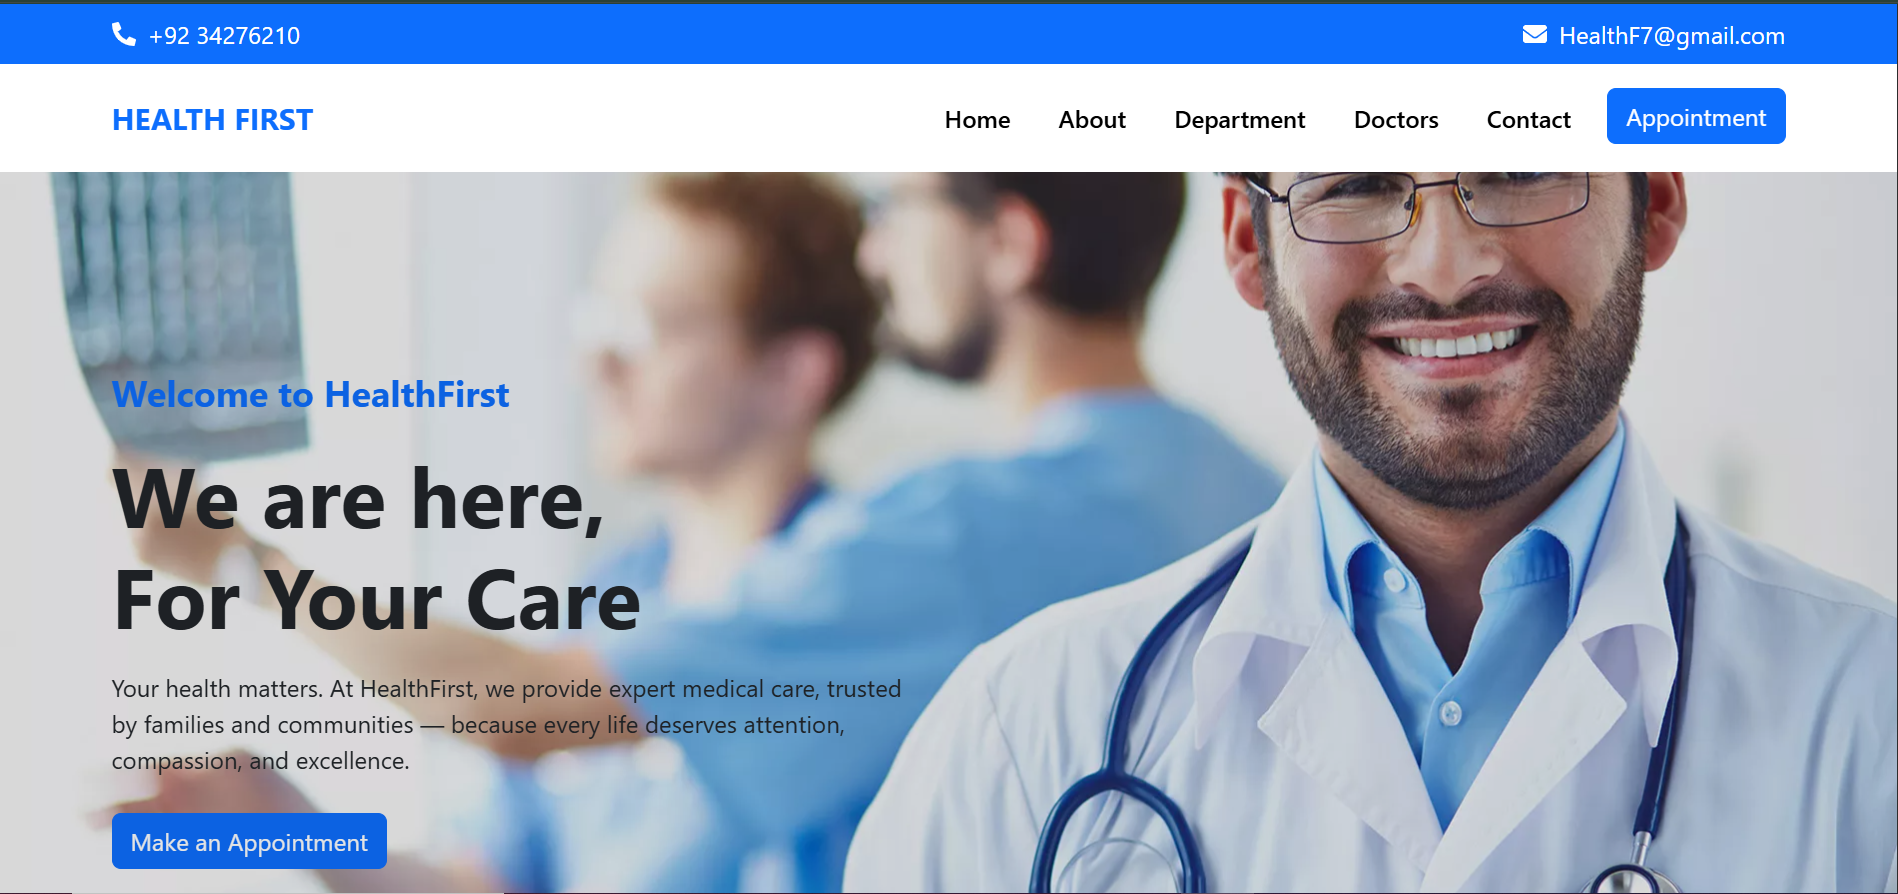 +92 34276210
HealthF7@gmail.com
HEALTH FIRST
Home
About
Department
Doctors
Contact
Appointment
Welcome to HealthFirst
We are here,
For Your Care
Your health matters. At HealthFirst, we provide expert medical care, trusted
by families and communities — because every life deserves attention,
compassion, and excellence.
Make an Appointment